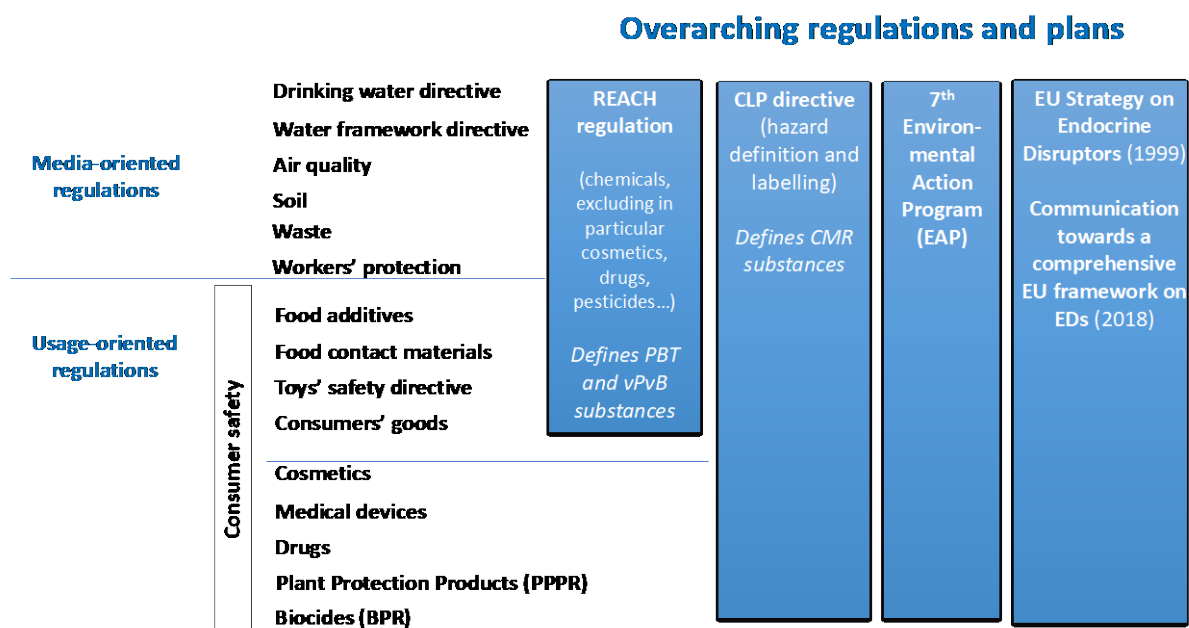 Overarching regulations and plans
Media-oriented
regulations
Drinking water directive
Water framework directive
Air quality
Soil
Waste
Workers’ protection
Usage-oriented
regulations
Consumer safety
Food additives
Food contact materials
Toys’ safety directive
Consumers’ goods
Cosmetics
Medical devices
Drugs
Plant Protection Products (PPPR)
Biocides (BPR)
REACH
regulation
(chemicals,
excluding in
particular
cosmetics,
drugs,
pesticides...)
Defines PBT
and vPvB
substances
CLP directive
(hazard
definition and
labelling)
Defines CMR
substances
7th
Environ-
mental
Action
Program
(EAP)
EU Strategy on
Endocrine
Disruptors (1999)
Communication
towards a
comprehensive
EU framework on
EDs (2018)